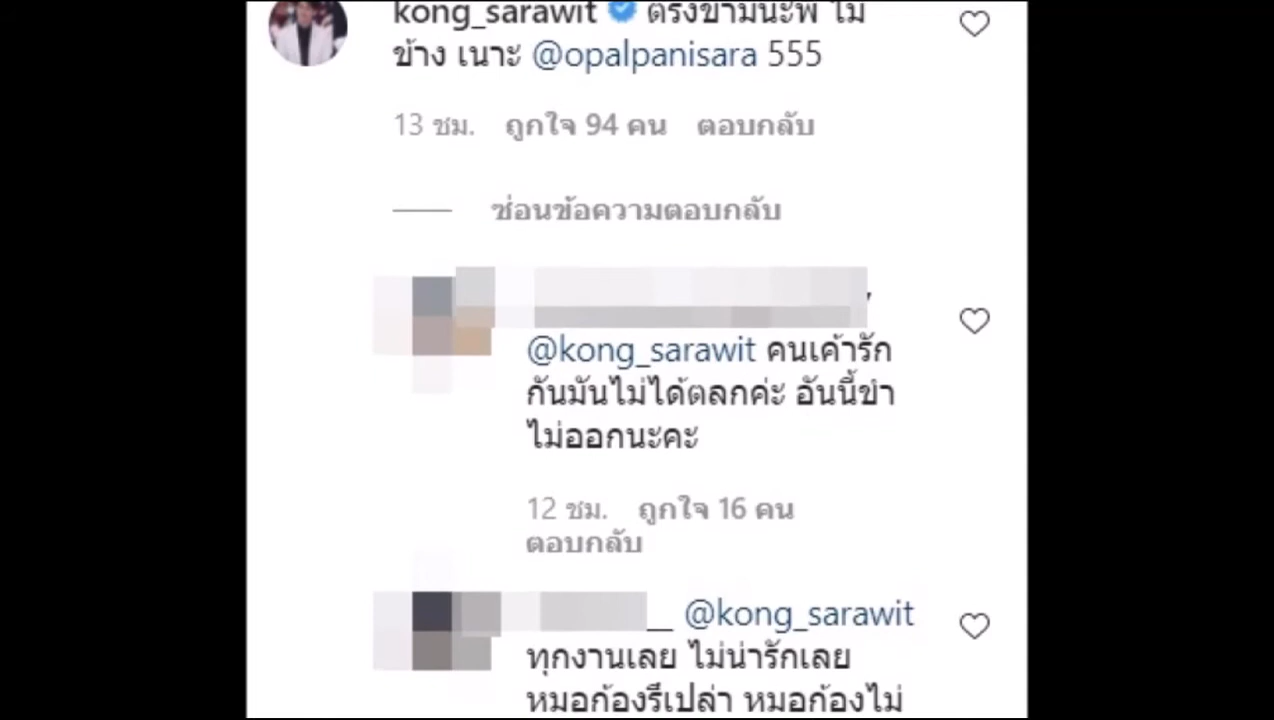 kong_sarawit ตรงข้ามนะพี่ ไม่
ข้าง เนาะ @opalpanisara 555
13 ชม. ถูกใจ 94 คน ตอบกลับ
ซ่อนข้อความตอบกลับ
@kong_sarawit คนเค้ารัก
กันมันไม่ได้ตลกค่ะ อันนี้ขำ
ไม่ออกนะคะ
12 ชม. ถูกใจ 16 คน
ตอบกลับ
__ @kong_sarawit
ทุกงานเลย ไม่น่ารักเลย
หมอก้องรึเปล่า หมอก้องไม่